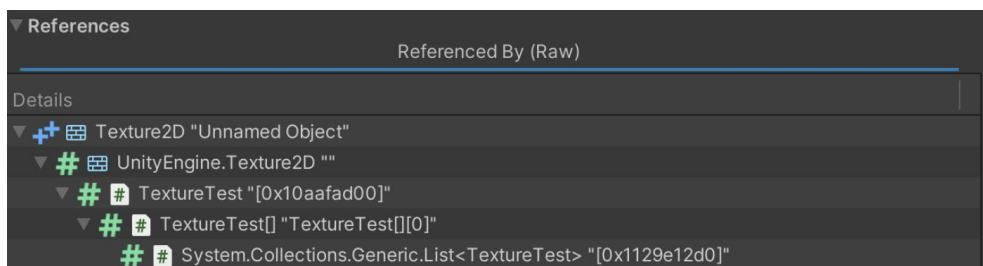 References
Referenced By (Raw)
Details
Texture2D "Unnamed Object"
UnityEngine.Texture2D ""
# TextureTest "[0x10aafad00]"
# TextureTest[] "TextureTest[][0]"
# System.Collections.Generic.List<TextureTest> "[0x1129e12d0]"